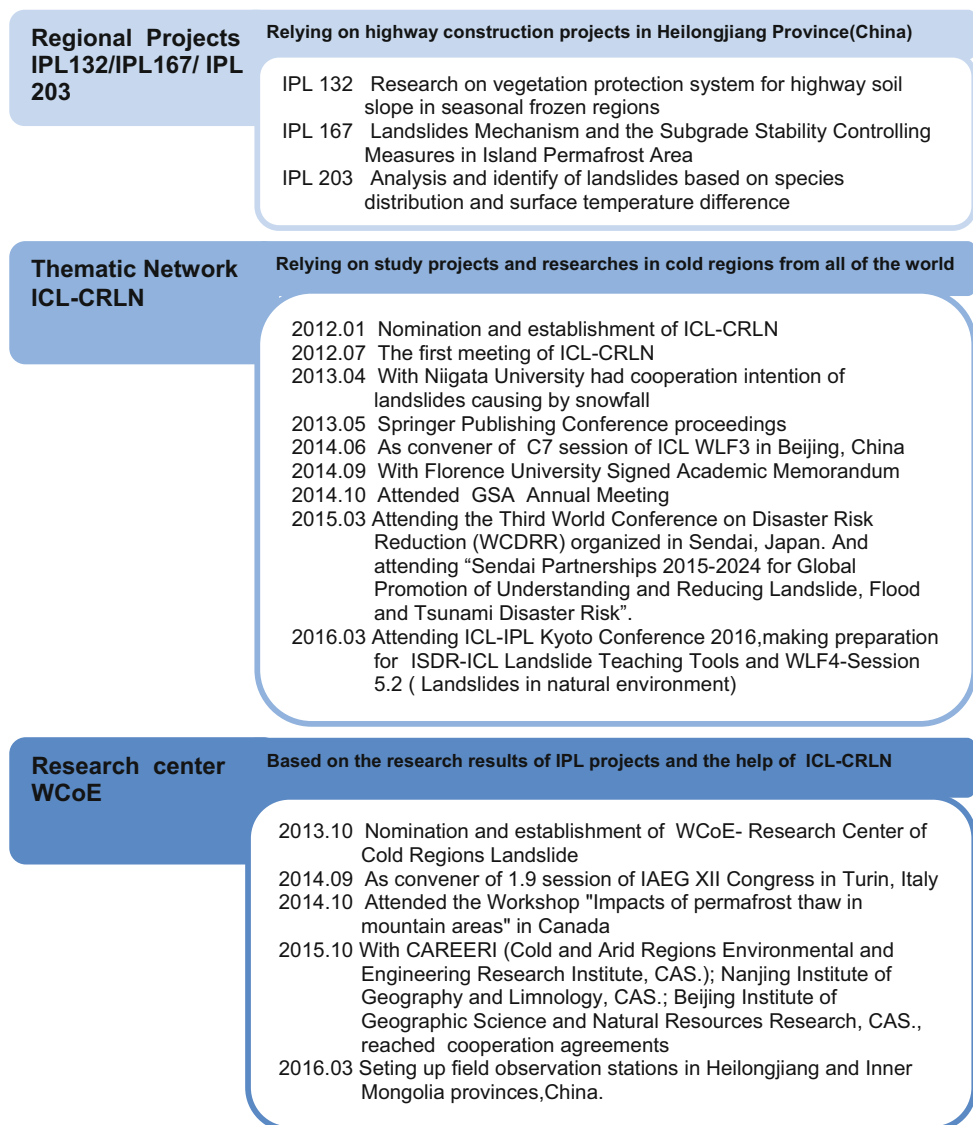 Regional Projects
IPL132/IPL167/ IPL
203
Relying on highway construction projects in Heilongjiang Province(China)
IPL 132 Research on vegetation protection system for highway soil
slope in seasonal frozen regions
IPL 167 Landslides Mechanism and the Subgrade Stability Controlling
Measures in Island Permafrost Area
IPL 203 Analysis and identify of landslides based on species
distribution and surface temperature difference
Thematic Network
ICL-CRLN
Relying on study projects and researches in cold regions from all of the world
2012.01 Nomination and establishment of ICL-CRLN
2012.07 The first meeting of ICL-CRLN
2013.04 With Niigata University had cooperation intention of
landslides causing by snowfall
2013.05 Springer Publishing Conference proceedings
2014.06 As convener of C7 session of ICL WLF3 in Beijing, China
2014.09 With Florence University Signed Academic Memorandum
2014.10 Attended GSA Annual Meeting
2015.03 Attending the Third World Conference on Disaster Risk
Reduction (WCDRR) organized in Sendai, Japan. And
attending “Sendai Partnerships 2015-2024 for Global
Promotion of Understanding and Reducing Landslide, Flood
and Tsunami Disaster Risk”.
2016.03 Attending ICL-IPL Kyoto Conference 2016,making preparation
for ISDR-ICL Landslide Teaching Tools and WLF4-Session
5.2 ( Landslides in natural environment)
Research center
WCoE
Based on the research results of IPL projects and the help of ICL-CRLN
2013.10 Nomination and establishment of WCoE- Research Center of
Cold Regions Landslide
2014.09 As convener of 1.9 session of IAEG XII Congress in Turin, Italy
2014.10 Attended the Workshop "Impacts of permafrost thaw in
mountain areas" in Canada
2015.10 With CAREERI (Cold and Arid Regions Environmental and
Engineering Research Institute, CAS.); Nanjing Institute of
Geography and Limnology, CAS.; Beijing Institute of
Geographic Science and Natural Resources Research, CAS.,
reached cooperation agreements
2016.03 Seting up field observation stations in Heilongjiang and Inner
Mongolia provinces,China.